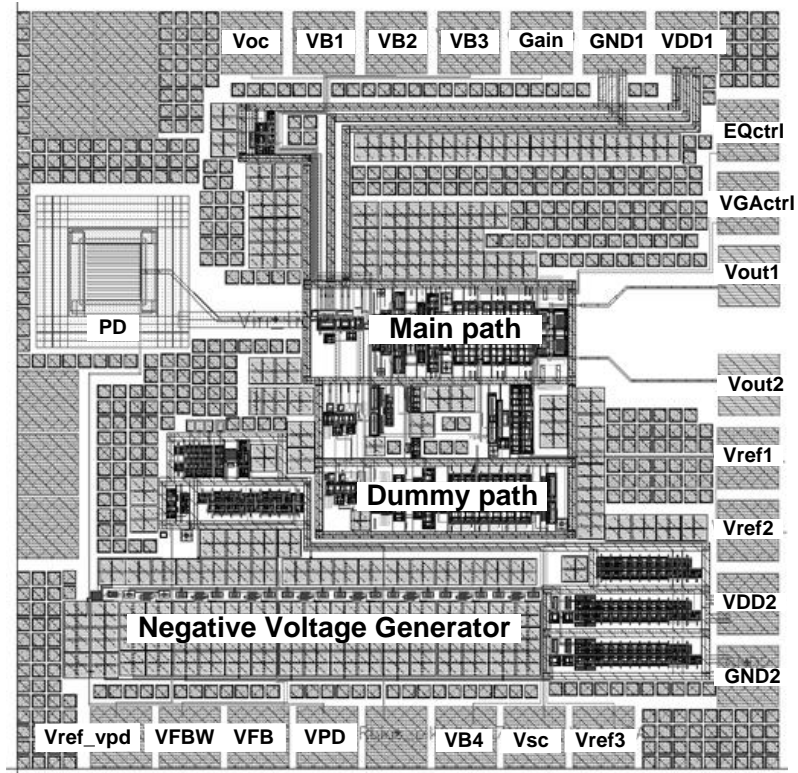 Voc VB1 VB2 VB3 Gain GND1 VDD1
EQctrl
VGActrl
Vout1
PD
Main path
Vout2
Vref1
Dummy path
Vref2
VDD2
Negative Voltage Generator
GND2
Vref_vpd VFBW VFB VPD VB4 Vsc Vref3